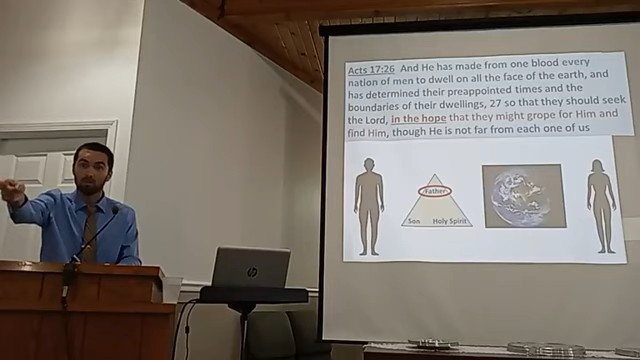 Acts 17:26 And He has made from one blood every
nation of men to dwell on all the face of the earth, and
has determined their preappointed times and the
boundaries of their dwellings, 27 so that they should seek
the Lord, in the hope that they might grope for Him and
find Him, though He is not far from each one of us
Father
Son Holy Spirit
hp